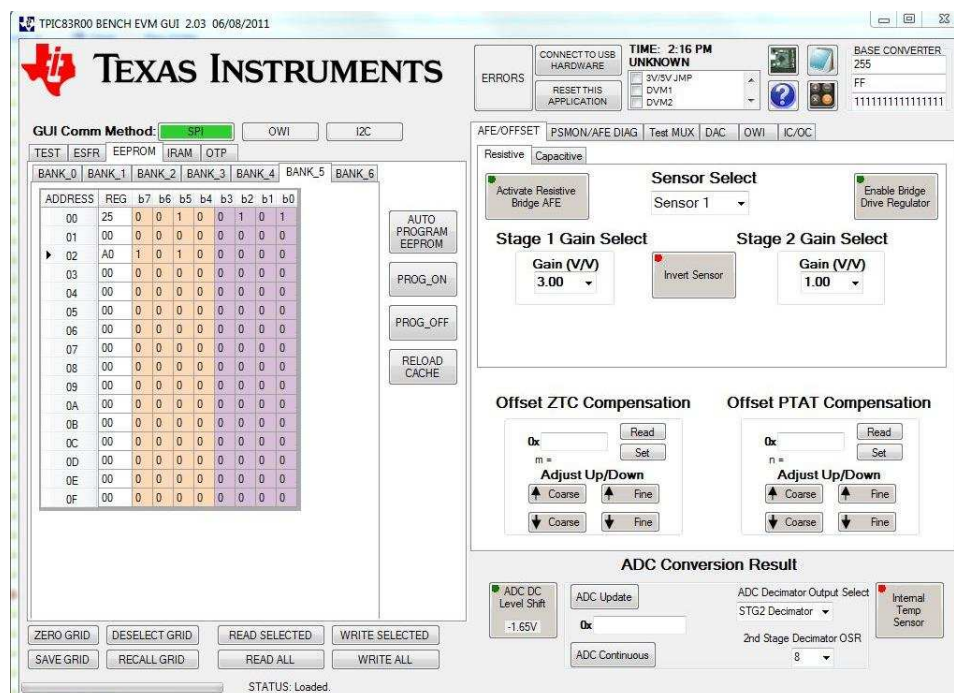 TPIC83R00 BENCH EVM GUI 2.03 06/08/2011
TEXAS INSTRUMENTS
ERRORS
CONNECT TO USB HARDWARE
RESET THIS APPLICATION
TIME: 2:16 PM
UNKNOWN
3V/5V JMP
DVM1
DVM2
BASE CONVERTER
255
FF
1111111111111111
GUI Comm Method: SPI OWI I2C
TEST ESFR EEPROM IRAM OTP
BANK_0 BANK_1 BANK_2 BANK_3 BANK_4 BANK_5 BANK_6
ADDRESS REG b7 b6 b5 b4 b3 b2 b1 b0
00 25 0 0 1 0 0 1 0 1
01 00 0 0 0 0 0 0 0 0
02 A0 1 0 1 0 0 0 0 0
03 00 0 0 0 0 0 0 0 0
04 00 0 0 0 0 0 0 0 0
05 00 0 0 0 0 0 0 0 0
06 00 0 0 0 0 0 0 0 0
07 00 0 0 0 0 0 0 0 0
08 00 0 0 0 0 0 0 0 0
09 00 0 0 0 0 0 0 0 0
0A 00 0 0 0 0 0 0 0 0
0B 00 0 0 0 0 0 0 0 0
0C 00 0 0 0 0 0 0 0 0
0D 00 0 0 0 0 0 0 0 0
0E 00 0 0 0 0 0 0 0 0
0F 00 0 0 0 0 0 0 0 0
AUTO
PROGRAM
EEPROM
PROG_ON
PROG_OFF
RELOAD
CACHE
ZERO GRID DESELECT GRID READ SELECTED WRITE SELECTED
SAVE GRID RECALL GRID READ ALL WRITE ALL
STATUS: Loaded.
AFE/OFFSET PSMON/AFE DIAG Test MUX DAC OWI IC/OC
Resistive Capacitive
Activate Resistive
Bridge AFE
Sensor Select
Sensor 1
Enable Bridge
Drive Regulator
Stage 1 Gain Select
Gain (V/V)
3.00
Invert Sensor
Stage 2 Gain Select
Gain (V/V)
1.00
Offset ZTC Compensation
0x
Read
m =
Set
Adjust Up/Down
Coarse Fine
Coarse Fine
Offset PTAT Compensation
0x
Read
n =
Set
Adjust Up/Down
Coarse Fine
Coarse Fine
ADC Conversion Result
ADC DC
Level Shift
-1.65V
ADC Update
0x
ADC Continuous
ADC Decimator Output Select
STG2 Decimator
2nd Stage Decimator OSR
8
Internal
Temp
Sensor